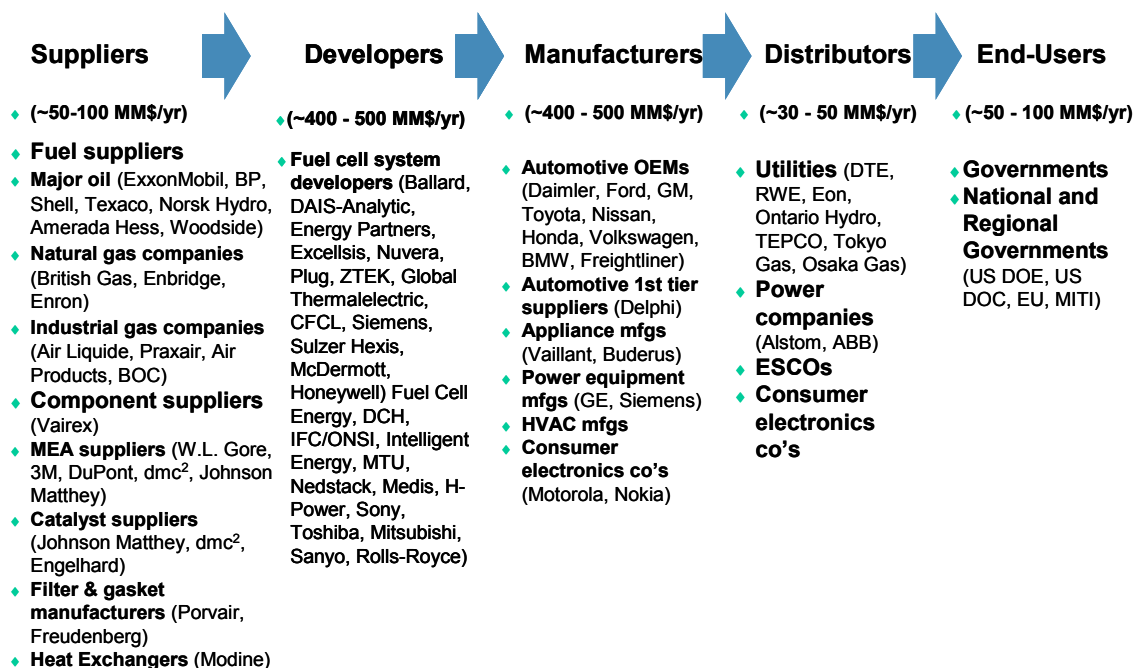 Suppliers
Developers
Manufacturers
Distributors
End-Users
(~50-100 MM$/yr)
Fuel suppliers
Major oil (ExxonMobil, BP,
Shell, Texaco, Norsk Hydro,
Amerada Hess, Woodside)
Natural gas companies
(British Gas, Enbridge,
Enron)
Industrial gas companies
(Air Liquide, Praxair, Air
Products, BOC)
Component suppliers
(Vairex)
MEA suppliers (W.L. Gore,
3M, DuPont, dmc², Johnson
Matthey)
Catalyst suppliers
(Johnson Matthey, dmc²,
Engelhard)
Filter & gasket
manufacturers (Porvair,
Freudenberg)
Heat Exchangers (Modine)
(~400 - 500 MM$/yr)
Fuel cell system
developers (Ballard,
DAIS-Analytic,
Energy Partners,
Excellsis, Nuvera,
Plug, ZTEK, Global
Thermalelectric,
CFCL, Siemens,
Sulzer Hexis,
McDermott,
Honeywell) Fuel Cell
Energy, DCH,
IFC/ONSI, Intelligent
Energy, MTU,
Nedstack, Medis, H-
Power, Sony,
Toshiba, Mitsubishi,
Sanyo, Rolls-Royce)
(~400 - 500 MM$/yr)
Automotive OEMs
(Daimler, Ford, GM,
Toyota, Nissan,
Honda, Volkswagen,
BMW, Freightliner)
Automotive 1st tier
suppliers (Delphi)
Appliance mfgs
(Vaillant, Buderus)
Power equipment
mfgs (GE, Siemens)
HVAC mfgs
Consumer
electronics co's
(Motorola, Nokia)
(~30 - 50 MM$/yr)
Utilities (DTE,
RWE, Eon,
Ontario Hydro,
TEPCO, Tokyo
Gas, Osaka Gas)
Power
companies
(Alstom, ABB)
ESCOs
Consumer
electronics
co's
(~50 - 100 MM$/yr)
Governments
National and
Regional
Governments
(US DOE, US
DOC, EU, MITI)